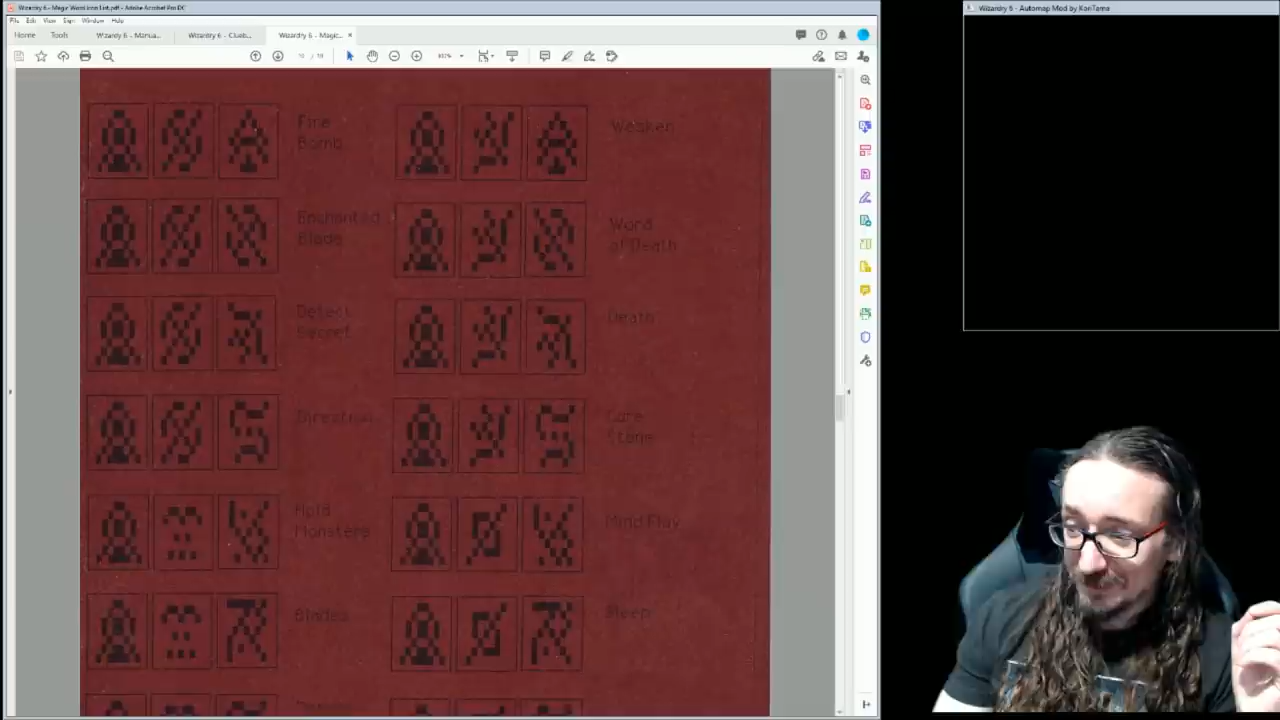 Wizardry 6 - Magic Word Icon List.pdf - Adobe Acrobat Pro DC
File Edit View Sign Window Help
Home Tools Wizardry 6 - Manua... Wizardry 6 - Clueb... Wizardry 6 - Magic... ×
Fire
Bomb
Weaken
Enchanted
Blade
Word
of Death
Detect
Secret
Death
Direction
Cure
Stone
Hold
Monsters
Mind Flay
Blades
Sleep
Wizardry 6 - Automap Mod by KoriTama